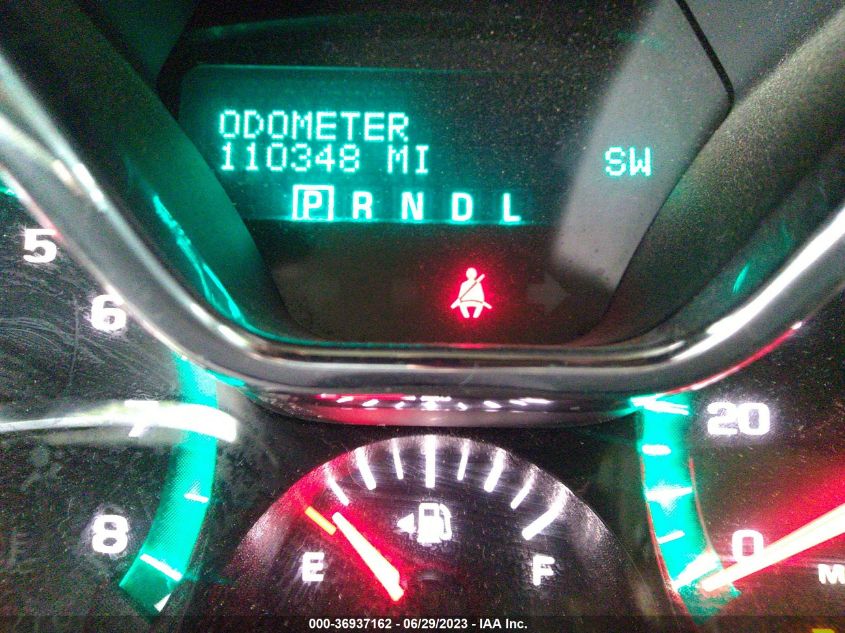 ODOMETER
110348 MI SW
P R N D L
5
6
7
8
20
0
M
E F
000-36937162 - 06/29/2023 - IAA Inc.